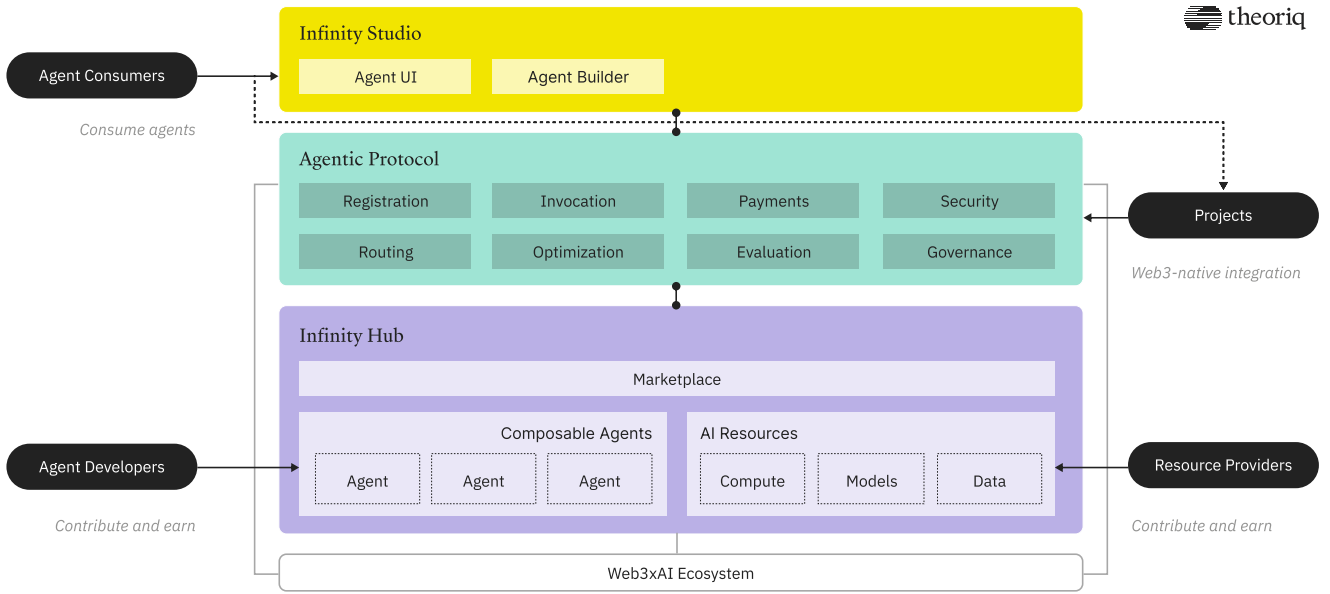 theoriq
Infinity Studio
Agent UI
Agent Builder
Agent Consumers
Consume agents
Agentic Protocol
Registration
Invocation
Payments
Security
Routing
Optimization
Evaluation
Governance
Projects
Web3-native integration
Infinity Hub
Marketplace
Composable Agents
Agent
Agent
Agent
AI Resources
Compute
Models
Data
Agent Developers
Contribute and earn
Resource Providers
Contribute and earn
Web3xAI Ecosystem